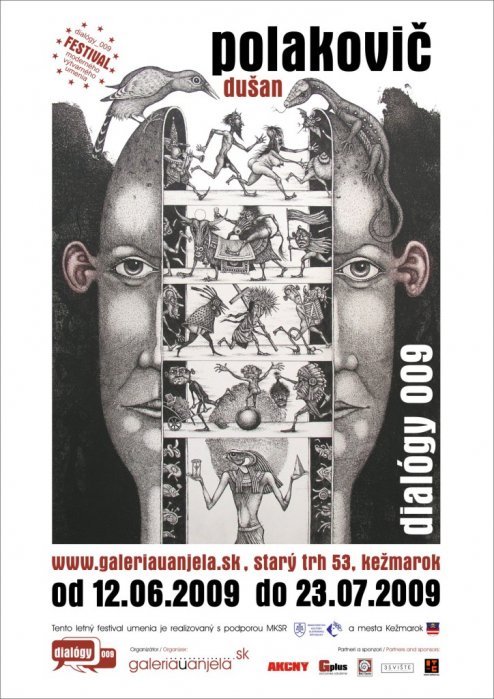 dialógy_009
FESTIVAL
moderného
výtvarného
umenia
polakovič
dušan
dialógy 009
www.galeriauanjela.sk, starý trh 53, kežmarok
od 12.06.2009 do 23.07.2009
Tento letný festival umenia je realizovaný s podporou MKSR
a mesta Kežmarok
dialógy 009
Organizátor / Organiser:
galeriauanjela.sk
Partneri a sponzori / Partners and sponsors:
AKCNY
Gplus
3SVIŠTE